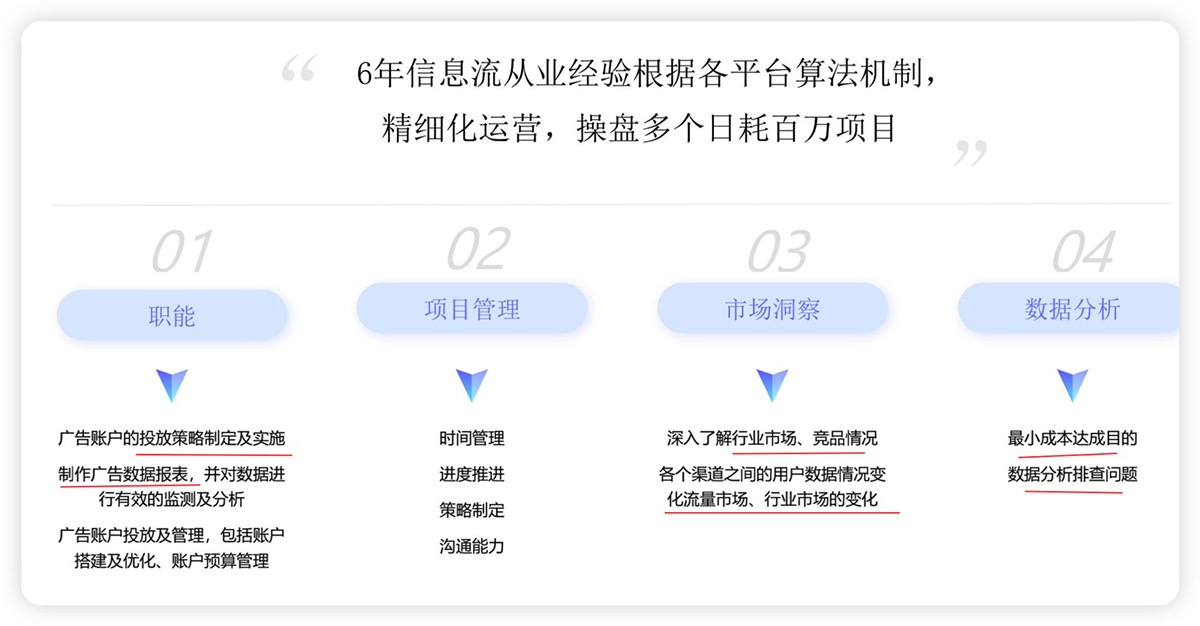 6年信息流从业经验根据各平台算法机制，
精细化运营，操盘多个日耗百万项目
01
职能
广告账户的投放策略制定及实施
制作广告数据报表，并对数据进
行有效的监测及分析
广告账户投放及管理，包括账户
搭建及优化、账户预算管理
02
项目管理
时间管理
进度推进
策略制定
沟通能力
03
市场洞察
深入了解行业市场、竞品情况
各个渠道之间的用户数据情况变
化流量市场、行业市场的变化
04
数据分析
最小成本达成目的
数据分析排查问题